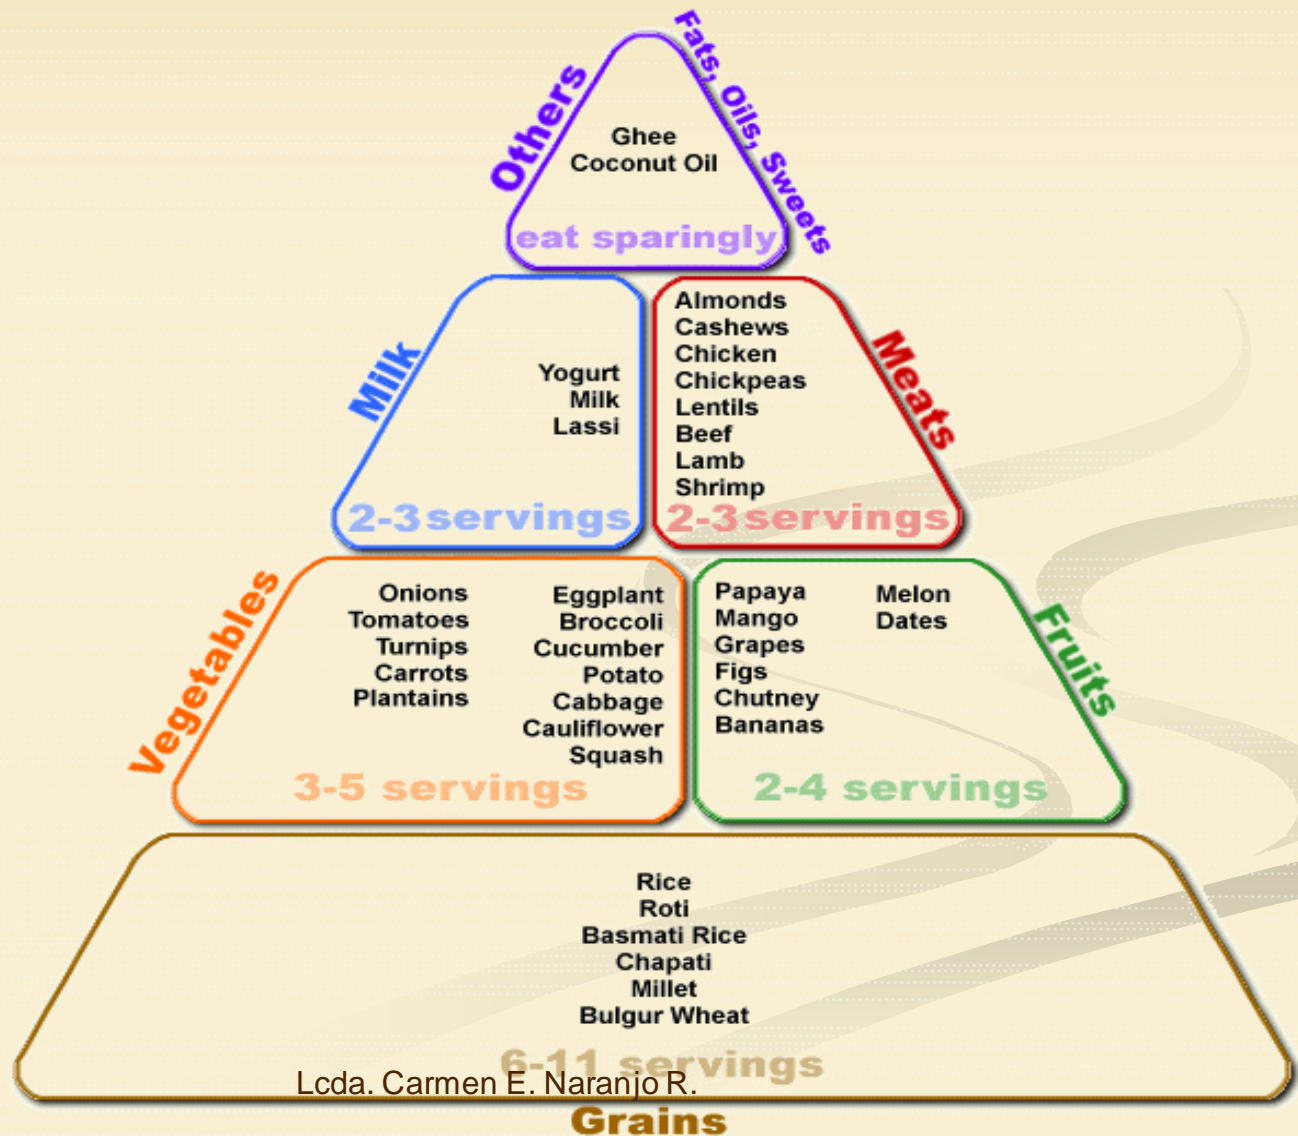 Others
Fats, Oils, Sweets
Ghee
Coconut Oil
eat sparingly
Milk
Yogurt
Milk
Lassi
2-3 servings
Meats
Almonds
Cashews
Chicken
Chickpeas
Lentils
Beef
Lamb
Shrimp
2-3 servings
Vegetables
Onions
Tomatoes
Turnips
Carrots
Plantains
Eggplant
Broccoli
Cucumber
Potato
Cabbage
Cauliflower
Squash
3-5 servings
Fruits
Papaya
Mango
Grapes
Figs
Chutney
Bananas
Melon
Dates
2-4 servings
Rice
Roti
Basmati Rice
Chapati
Millet
Bulgur Wheat
6-11 servings
Lcda. Carmen E. Naranjo R.
Grains